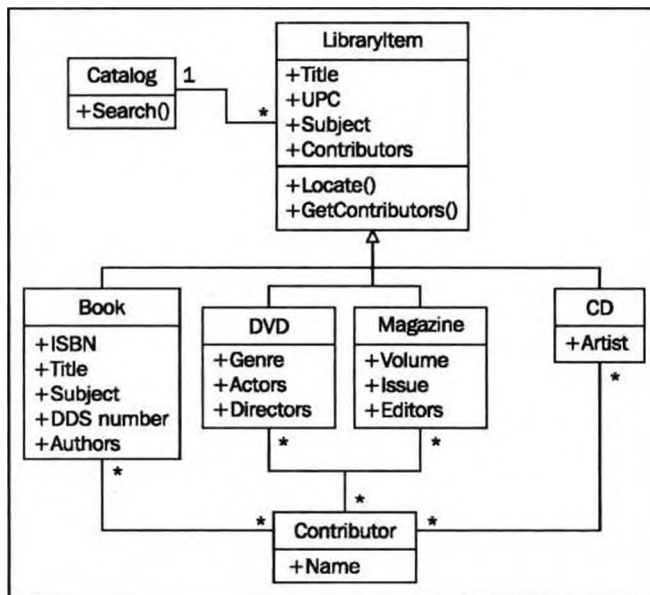 LibraryItem
+Title
+UPC
+Subject
+Contributors
+Locate()
+GetContributors()
Catalog
+Search()
1
*
Book
+ISBN
+Title
+Subject
+DDS number
+Authors
*
DVD
+Genre
+Actors
+Directors
*
Magazine
+Volume
+Issue
+Editors
*
CD
+Artist
*
*
*
*
Contributor
+Name